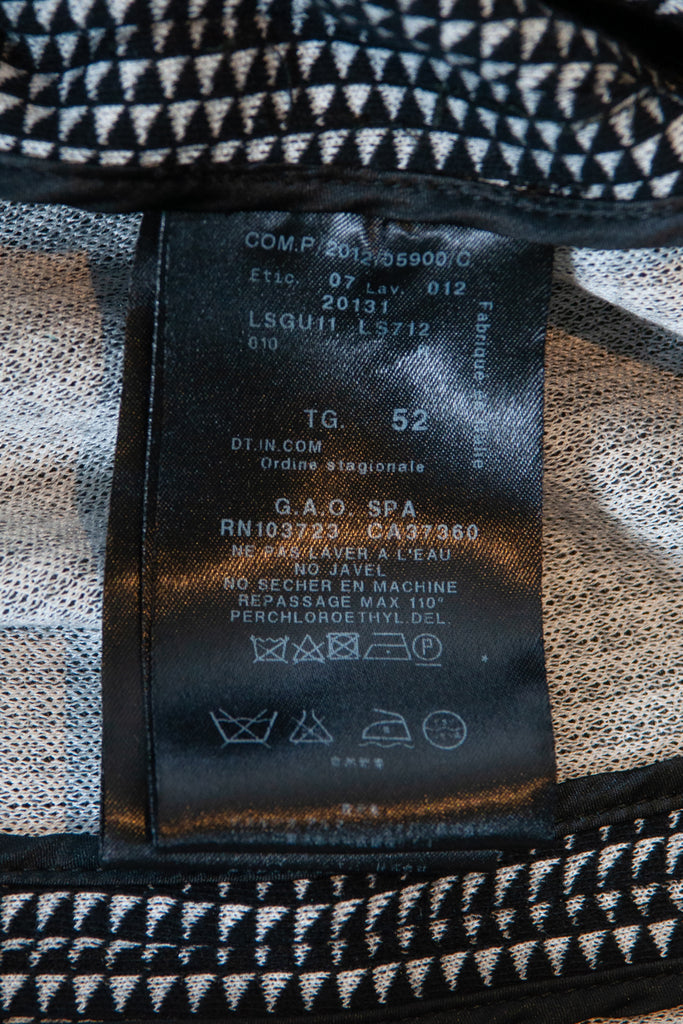 COM.P 2012/05900/C
Etic. 07 Lav. 012
20131
LSGU11 LS712
010
Fabrique en Italie
TG. 52
DT.IN.COM
Ordine stagionale
G.A.O. SPA
RN103723 CA37360
NE PAS LAVER A L'EAU
NO JAVEL
NO SECHER EN MACHINE
REPASSAGE MAX 110°
PERCHLOROETHYL.DEL.
P